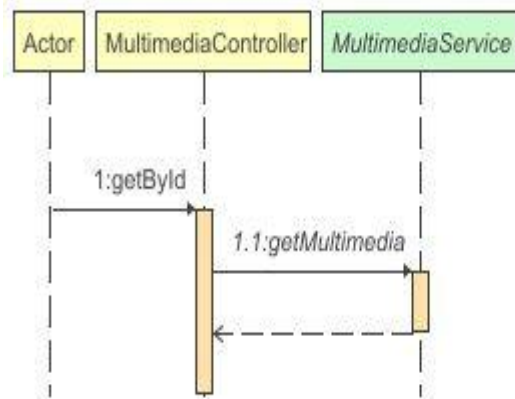 Actor
MultimediaController
MultimediaService
1:getById
1.1:getMultimedia